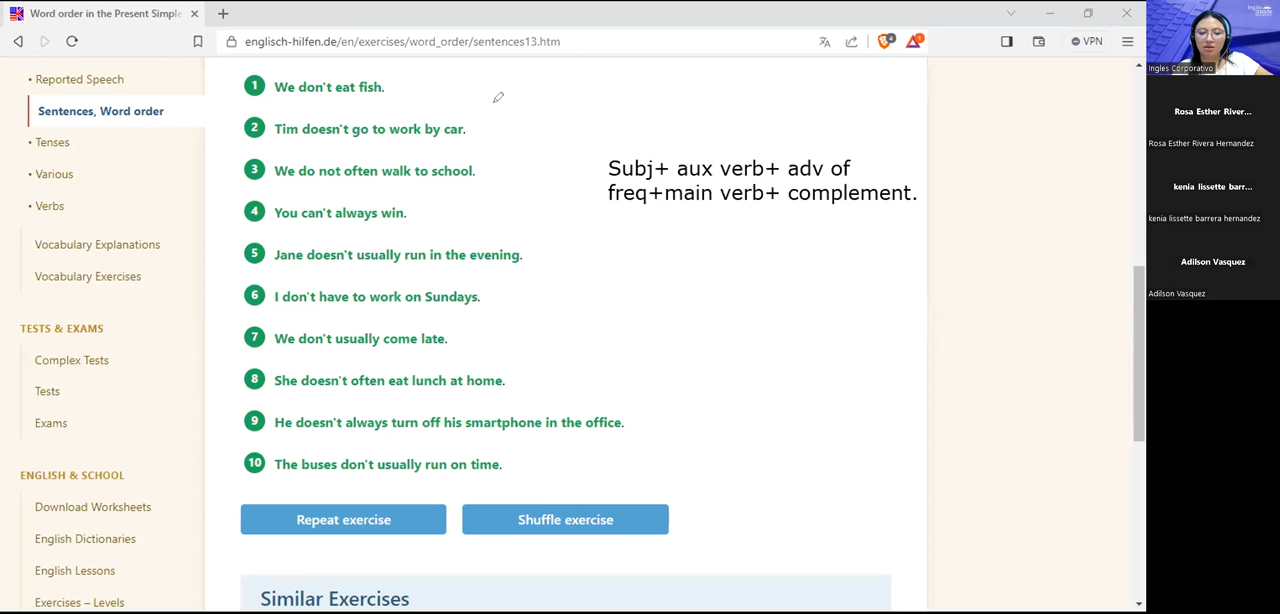 Word order in the Present Simple
englisch-hilfen.de/en/exercises/word_order/sentences13.htm
4
1
VPN
• Reported Speech
Sentences, Word order
• Tenses
• Various
• Verbs
Vocabulary Explanations
Vocabulary Exercises
TESTS & EXAMS
Complex Tests
Tests
Exams
ENGLISH & SCHOOL
Download Worksheets
English Dictionaries
English Lessons
Exercises – Levels
1 We don't eat fish.
2 Tim doesn't go to work by car.
3 We do not often walk to school.
4 You can't always win.
5 Jane doesn't usually run in the evening.
6 I don't have to work on Sundays.
7 We don't usually come late.
8 She doesn't often eat lunch at home.
9 He doesn't always turn off his smartphone in the office.
10 The buses don't usually run on time.
Subj+ aux verb+ adv of
freq+main verb+ complement.
Repeat exercise
Shuffle exercise
Similar Exercises
Ingles Corporativo
Rosa Esther River...
Rosa Esther Rivera Hernandez
kenia lissette barr...
kenia lissette barrera hernandez
Adilson Vasquez
Adilson Vasquez